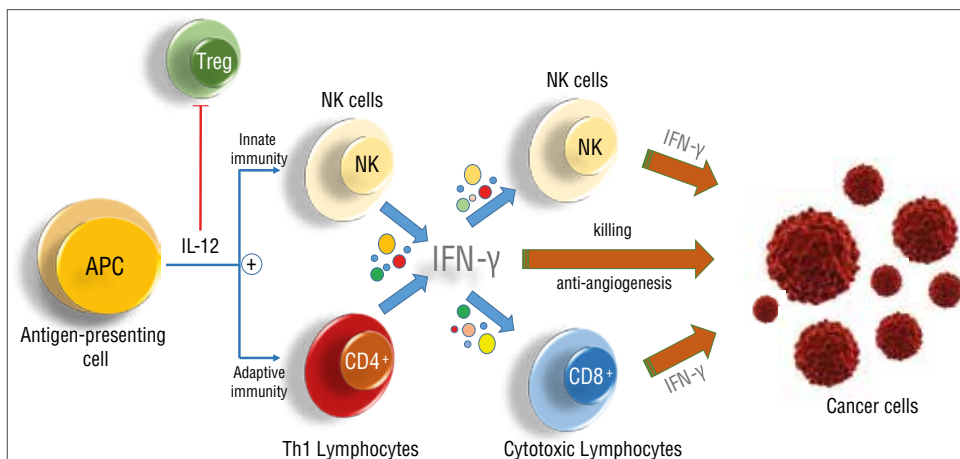 Treg
NK cells
NK cells
Innate
immunity
NK
NK
IFN-γ
APC
IL-12
+
IFN-γ
killing
anti-angiogenesis
Antigen-presenting
cell
Adaptive
immunity
CD4+
CD8+
IFN-γ
Cancer cells
Th1 Lymphocytes
Cytotoxic Lymphocytes